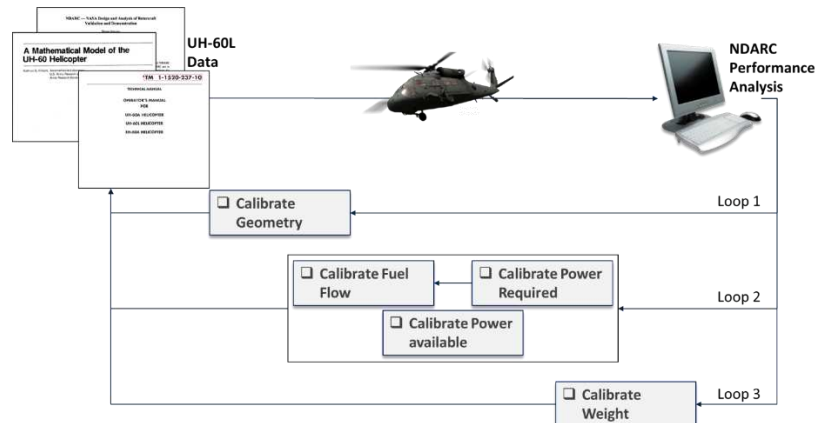 NDARC — NASA Design and Analysis of Rotorcraft
Validation and Demonstration
A Mathematical Model of the
UH-60 Helicopter
TM 1-1520-237-10
TECHNICAL MANUAL
OPERATOR'S MANUAL
FOR
UH-60A HELICOPTER
UH-60L HELICOPTER
EH-60A HELICOPTER
UH-60L
Data
NDARC
Performance
Analysis
❑ Calibrate
Geometry
Loop 1
❑ Calibrate Fuel
Flow
❑ Calibrate Power
Required
❑ Calibrate Power
available
Loop 2
❑ Calibrate
Weight
Loop 3